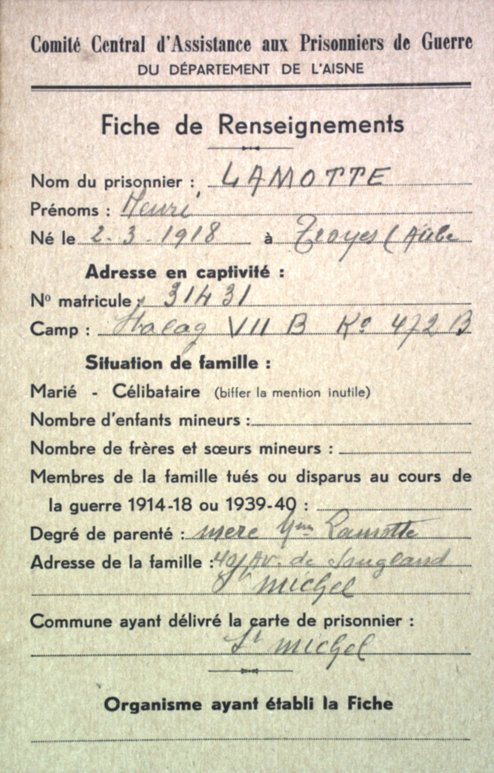 Comité Central d'Assistance aux Prisonniers de Guerre
DU DÉPARTEMENT DE L'AISNE
Fiche de Renseignements
Nom du prisonnier : LAMOTTE
Prénoms : Henri
Né le 2-3-1918 à Troyes (Aube
Adresse en captivité :
N° matricule : 31431
Camp : Stalag VII B Ko 472 B
Situation de famille :
Marié - Célibataire (biffer la mention inutile)
Nombre d'enfants mineurs :
Nombre de frères et sœurs mineurs :
Membres de la famille tués ou disparus au cours de
la guerre 1914-18 ou 1939-40 :
Degré de parenté : mere Mme Lamotte
Adresse de la famille : Av. de
St michel
Commune ayant délivré la carte de prisonnier :
St michel
Organisme ayant établi la Fiche